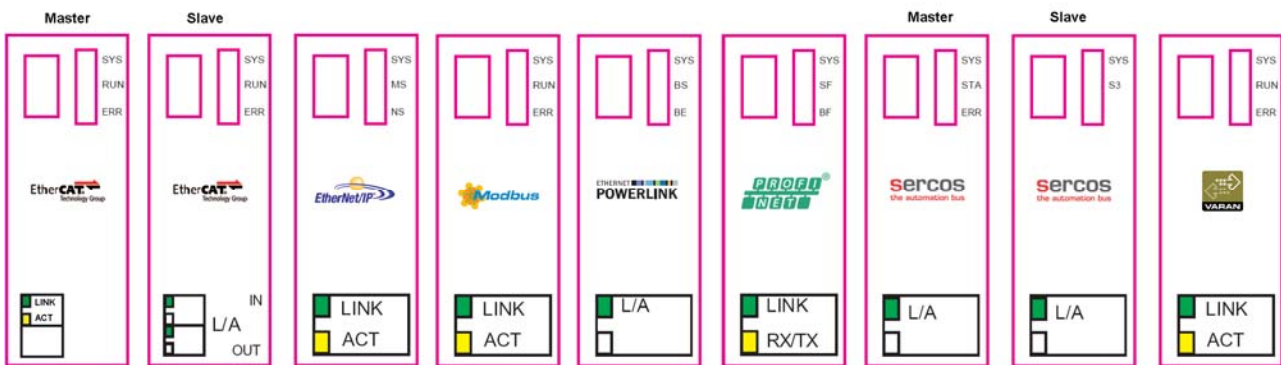 Master
Slave
Master
Slave
SYS
RUN
ERR
SYS
RUN
ERR
SYS
MS
NS
SYS
RUN
ERR
SYS
BS
BE
SYS
SF
BF
SYS
STA
ERR
SYS
S3
SYS
RUN
ERR
EtherCAT
Technology Group
EtherCAT
Technology Group
EtherNet/IP
Modbus
ETHERNET
POWERLINK
PROFI
NET
sercos
the automation bus
sercos
the automation bus
VARAN
LINK
ACT
IN
L/A
OUT
LINK
ACT
LINK
ACT
L/A
LINK
RX/TX
L/A
L/A
LINK
ACT